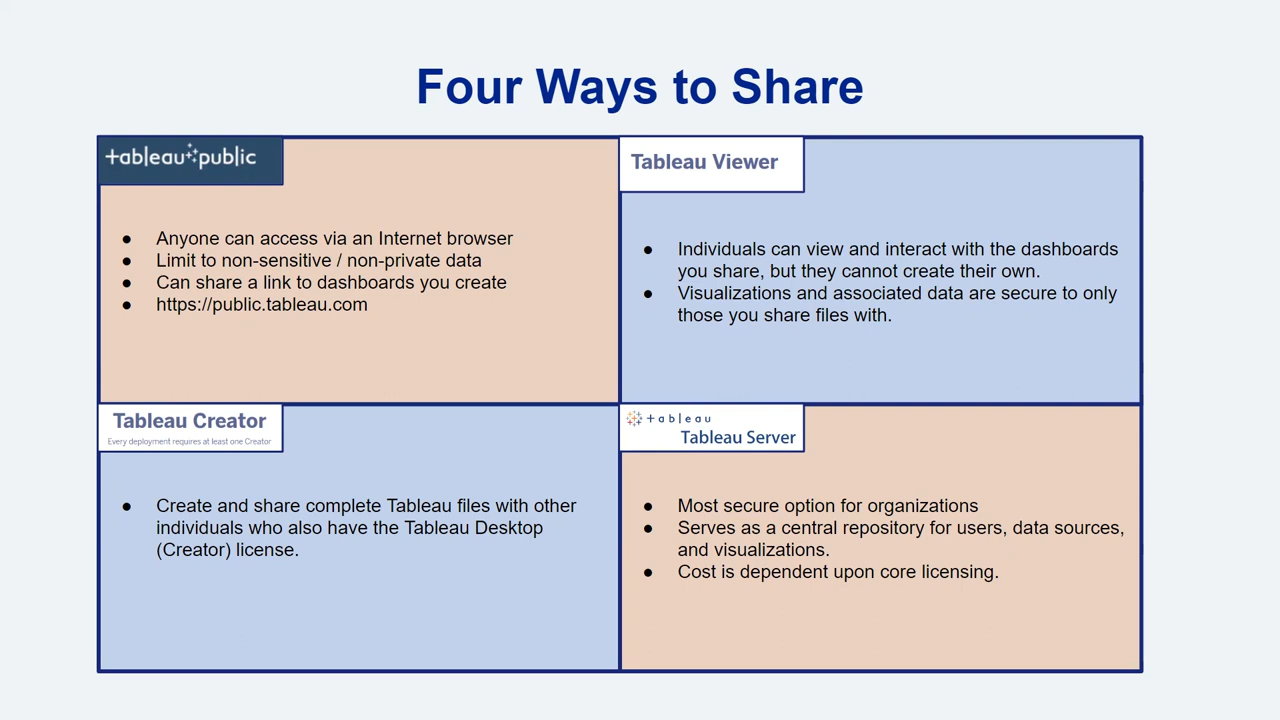 Four Ways to Share
+ableau public
● Anyone can access via an Internet browser
● Limit to non-sensitive / non-private data
● Can share a link to dashboards you create
● https://public.tableau.com
Tableau Viewer
● Individuals can view and interact with the dashboards
you share, but they cannot create their own.
● Visualizations and associated data are secure to only
those you share files with.
Tableau Creator
Every deployment requires at least one Creator
● Create and share complete Tableau files with other
individuals who also have the Tableau Desktop
(Creator) license.
+ableau
Tableau Server
● Most secure option for organizations
● Serves as a central repository for users, data sources,
and visualizations.
● Cost is dependent upon core licensing.